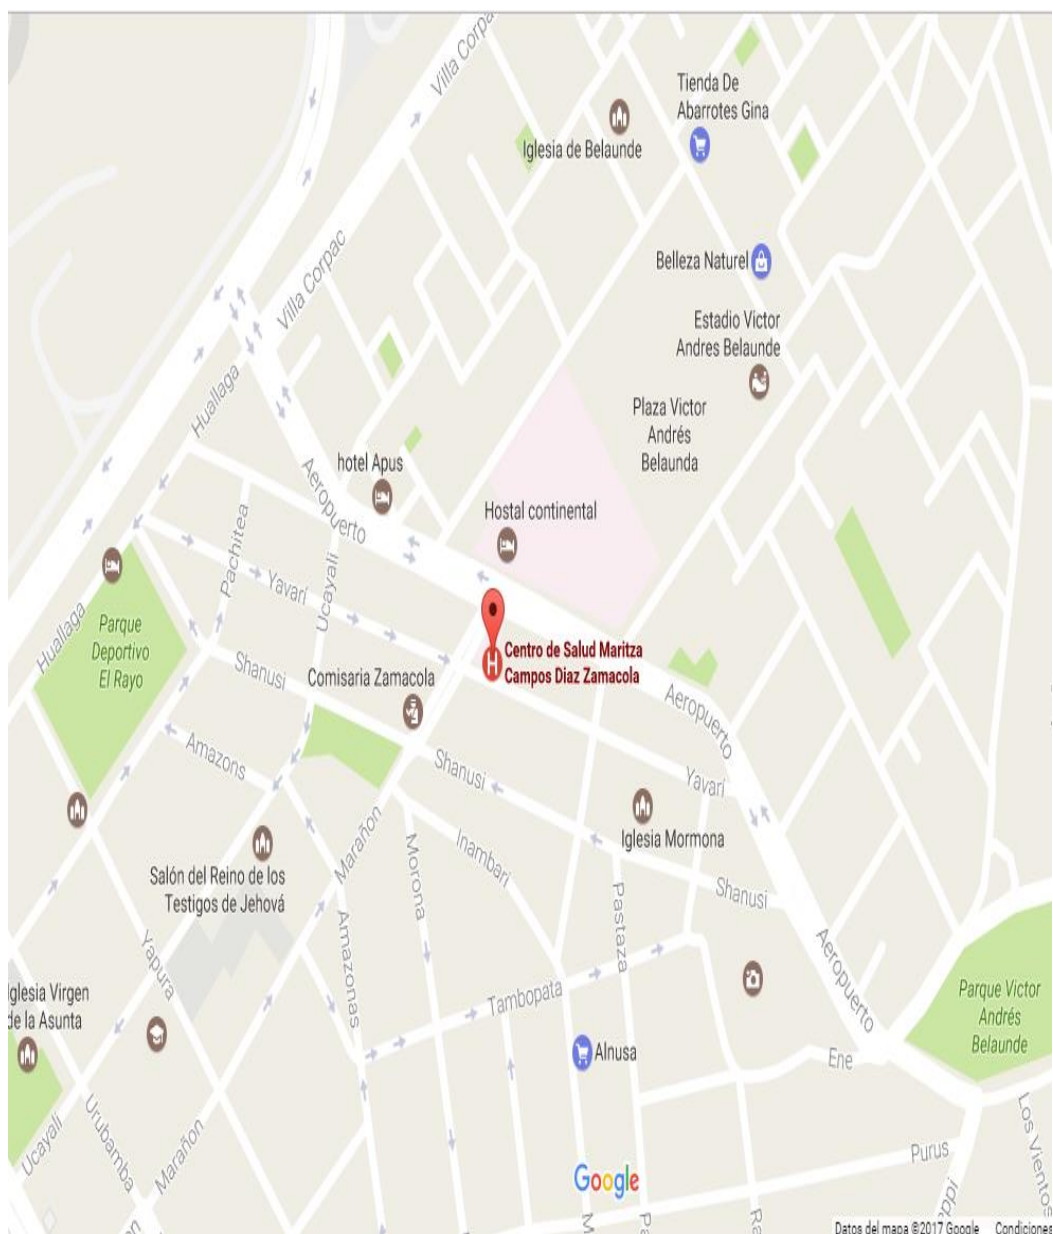 Villa Corpac
Tienda De
Abarrotes Gina
Iglesia de Belaunde
Villa Corpac
Belleza Naturel
Estadio Victor
Andres Belaunde
Huallaga
Plaza Victor
Andrés
Belaunda
hotel Apus
Aeropuerto
Hostal continental
Pachitea
Ucayali
Yavarí
Huallaga
Parque
Deportivo
El Rayo
Centro de Salud Maritza
Campos Diaz Zamacola
Shanusi
Comisaria Zamacola
Aeropuerto
Amazons
Shanusi
Yavarí
Iglesia Mormona
Marañon
Morona
Inambari
Salón del Reino de los
Testigos de Jehová
Shanusi
Pastaza
Amazonas
Yapura
Aeropuerto
Tambopata
Iglesia Virgen
de la Asunta
Parque Victor
Andrés
Belaunde
Alnusa
Ene
Ucayali
Urubamba
Marañon
Los Vientos
Purus
Google
Datos del mapa ©2017 Google Condiciones